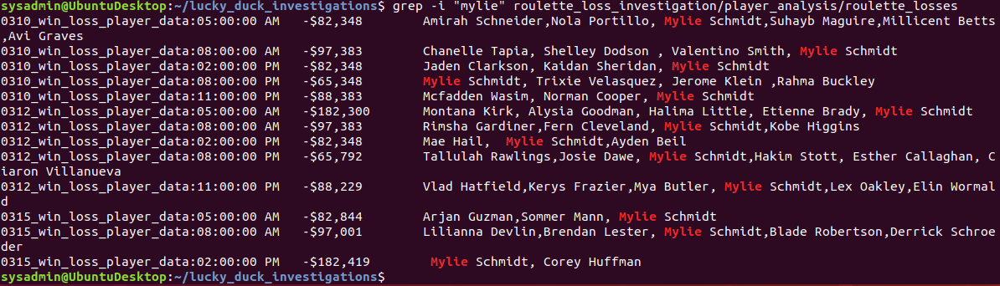 sysadmin@UbuntuDesktop:~/lucky_duck_investigations$ grep -i "mylie" roulette_loss_investigation/player_analysis/roulette_losses
0310_win_loss_player_data:05:00:00 AM   -$82,348        Amirah Schneider,Nola Portillo, Mylie Schmidt,Suhayb Maguire,Millicent Betts
,Avi Graves
0310_win_loss_player_data:08:00:00 AM   -$97,383        Chanelle Tapia, Shelley Dodson , Valentino Smith, Mylie Schmidt
0310_win_loss_player_data:02:00:00 PM   -$82,348        Jaden Clarkson, Kaidan Sheridan, Mylie Schmidt
0310_win_loss_player_data:08:00:00 PM   -$65,348        Mylie Schmidt, Trixie Velasquez, Jerome Klein ,Rahma Buckley
0310_win_loss_player_data:11:00:00 PM   -$88,383        Mcfadden Wasim, Norman Cooper, Mylie Schmidt
0312_win_loss_player_data:05:00:00 AM   -$182,300       Montana Kirk, Alysia Goodman, Halima Little, Etienne Brady, Mylie Schmidt
0312_win_loss_player_data:08:00:00 AM   -$97,383        Rimsha Gardiner,Fern Cleveland, Mylie Schmidt,Kobe Higgins
0312_win_loss_player_data:02:00:00 PM   -$82,348        Mae Hail,  Mylie Schmidt,Ayden Beil
0312_win_loss_player_data:08:00:00 PM   -$65,792        Tallulah Rawlings,Josie Dawe, Mylie Schmidt,Hakim Stott, Esther Callaghan, C
iaron Villanueva
0312_win_loss_player_data:11:00:00 PM   -$88,229        Vlad Hatfield,Kerys Frazier,Mya Butler, Mylie Schmidt,Lex Oakley,Elin Wormal
d
0315_win_loss_player_data:05:00:00 AM   -$82,844        Arjan Guzman,Sommer Mann, Mylie Schmidt
0315_win_loss_player_data:08:00:00 AM   -$97,001        Lilianna Devlin,Brendan Lester, Mylie Schmidt,Blade Robertson,Derrick Schroe
der
0315_win_loss_player_data:02:00:00 PM   -$182,419        Mylie Schmidt, Corey Huffman
sysadmin@UbuntuDesktop:~/lucky_duck_investigations$